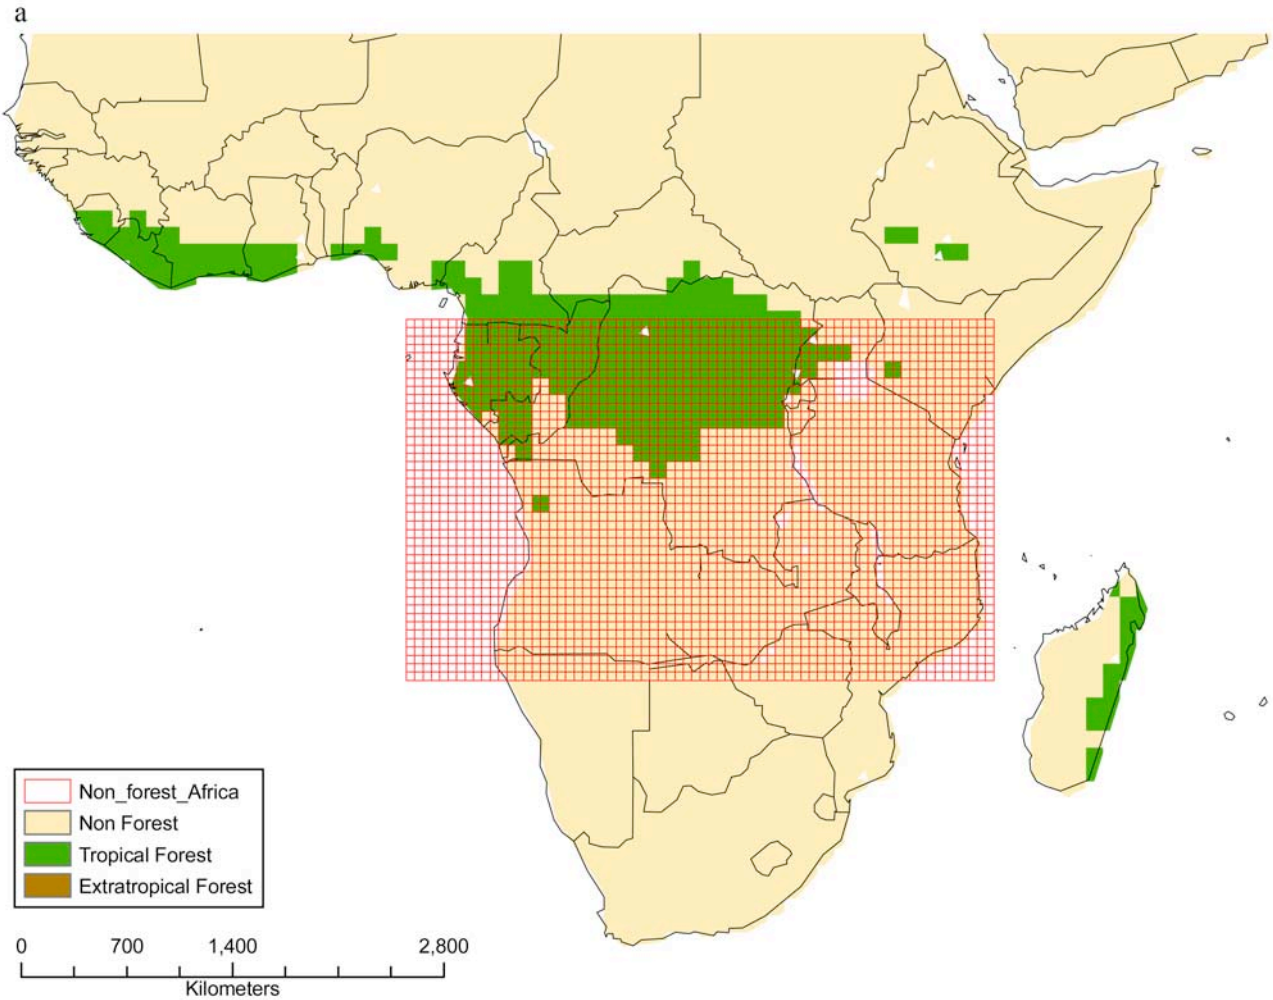 a
Non_forest_Africa
Non Forest
Tropical Forest
Extratropical Forest
0 700 1,400 2,800
Kilometers